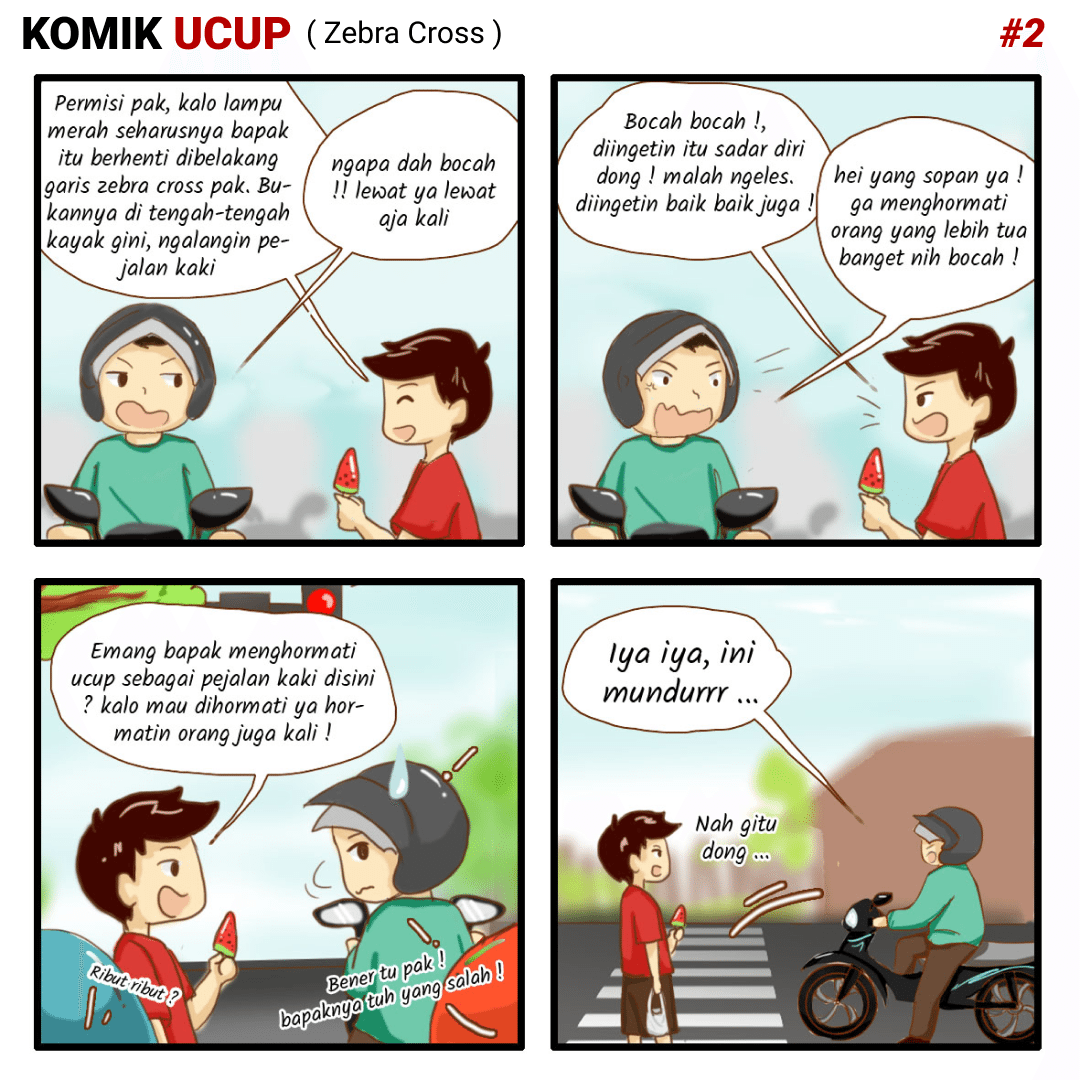 KOMIK UCUP ( Zebra Cross ) #2
Permisi pak, kalo lampu
merah seharusnya bapak
itu berhenti dibelakang
garis zebra cross pak. Bu-
kannya di tengah-tengah
kayak gini, ngalangin pe-
jalan kaki
ngapa dah bocah
!! lewat ya lewat
aja kali
Bocah bocah !,
diingetin itu sadar diri
dong ! malah ngeles.
diingetin baik baik juga !
hei yang sopan ya !
ga menghormati
orang yang lebih tua
banget nih bocah !
Emang bapak menghormati
ucup sebagai pejalan kaki disini
? kalo mau dihormati ya hor-
matin orang juga kali !
Ribut ribut ?
Bener tu pak !
bapaknya tuh yang salah !
Iya iya, ini
mundurrr ...
Nah gitu
dong ...